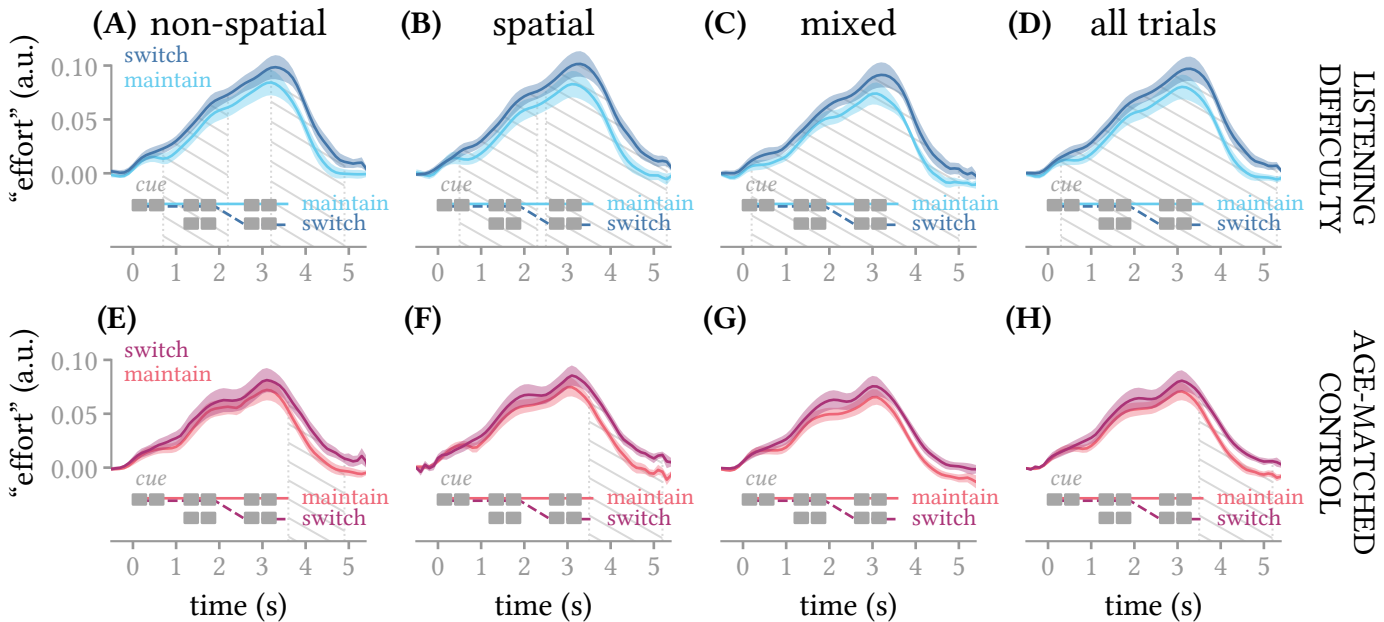 (A) non-spatial
(B) spatial
(C) mixed
(D) all trials
switch
maintain
"effort" (a.u.)
0.10
0.05
0.00
cue
maintain
switch
0 1 2 3 4 5
cue
maintain
switch
0 1 2 3 4 5
cue
maintain
switch
0 1 2 3 4 5
cue
maintain
switch
0 1 2 3 4 5
LISTENING
DIFFICULTY
(E)
(F)
(G)
(H)
switch
maintain
“effort” (a.u.)
0.10
0.05
0.00
cue
maintain
switch
0 1 2 3 4 5
time (s)
cue
maintain
switch
0 1 2 3 4 5
time (s)
cue
maintain
switch
0 1 2 3 4 5
time (s)
cue
maintain
switch
0 1 2 3 4 5
time (s)
AGE-MATCHED
CONTROL